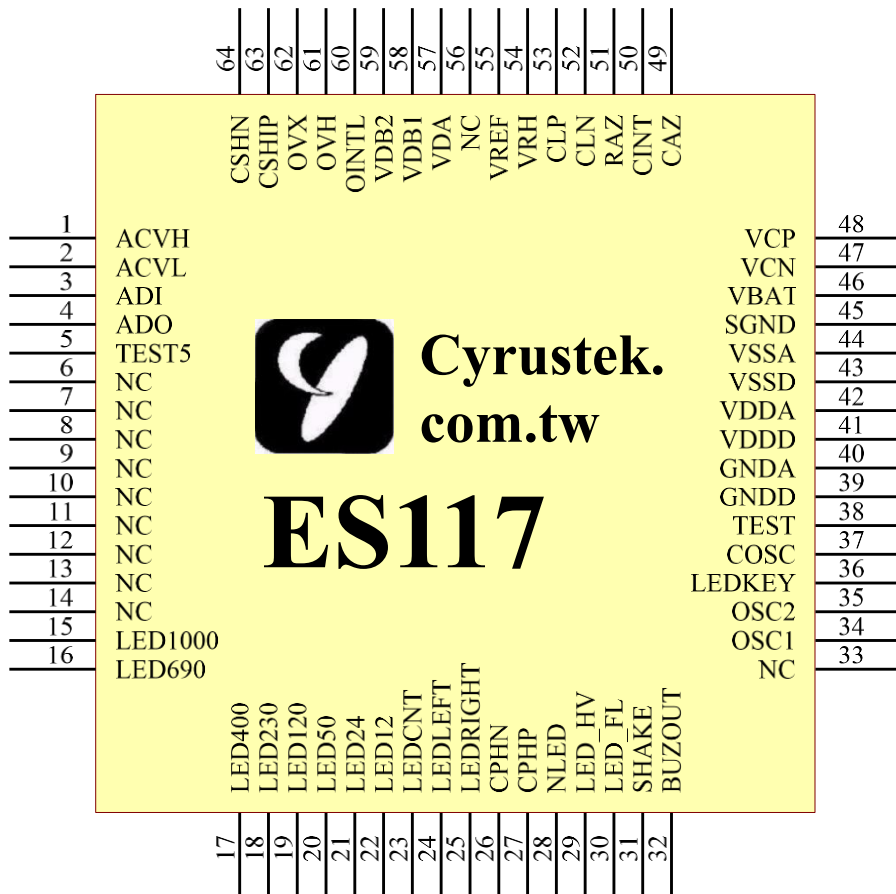 64 63 62 61 60 59 58 57 56 55 54 53 52 51 50 49
CSHN CSHIP OVX OVH OINTL VDB2 VDB1 VDA NC VREF VRH CLP CLN RAZ CINT CAZ
1 ACVH
2 ACVL
3 ADI
4 ADO
5 TEST5
6 NC
7 NC
8 NC
9 NC
10 NC
11 NC
12 NC
13 NC
14 NC
15 LED1000
16 LED690
Cyrustek.
com.tw
ES117
VCP 48
VCN 47
VBAT 46
SGND 45
VSSA 44
VSSD 43
VDDA 42
VDDD 41
GNDA 40
GNDD 39
TEST 38
COSC 37
LEDKEY 36
OSC2 35
OSC1 34
NC 33
LED400 LED230 LED120 LED50 LED24 LED12 LEDCNT LEDLEFT LEDRIGHT CPHN CPHP NLED LED_HV LED_FL SHAKE BUZOUT
17 18 19 20 21 22 23 24 25 26 27 28 29 30 31 32